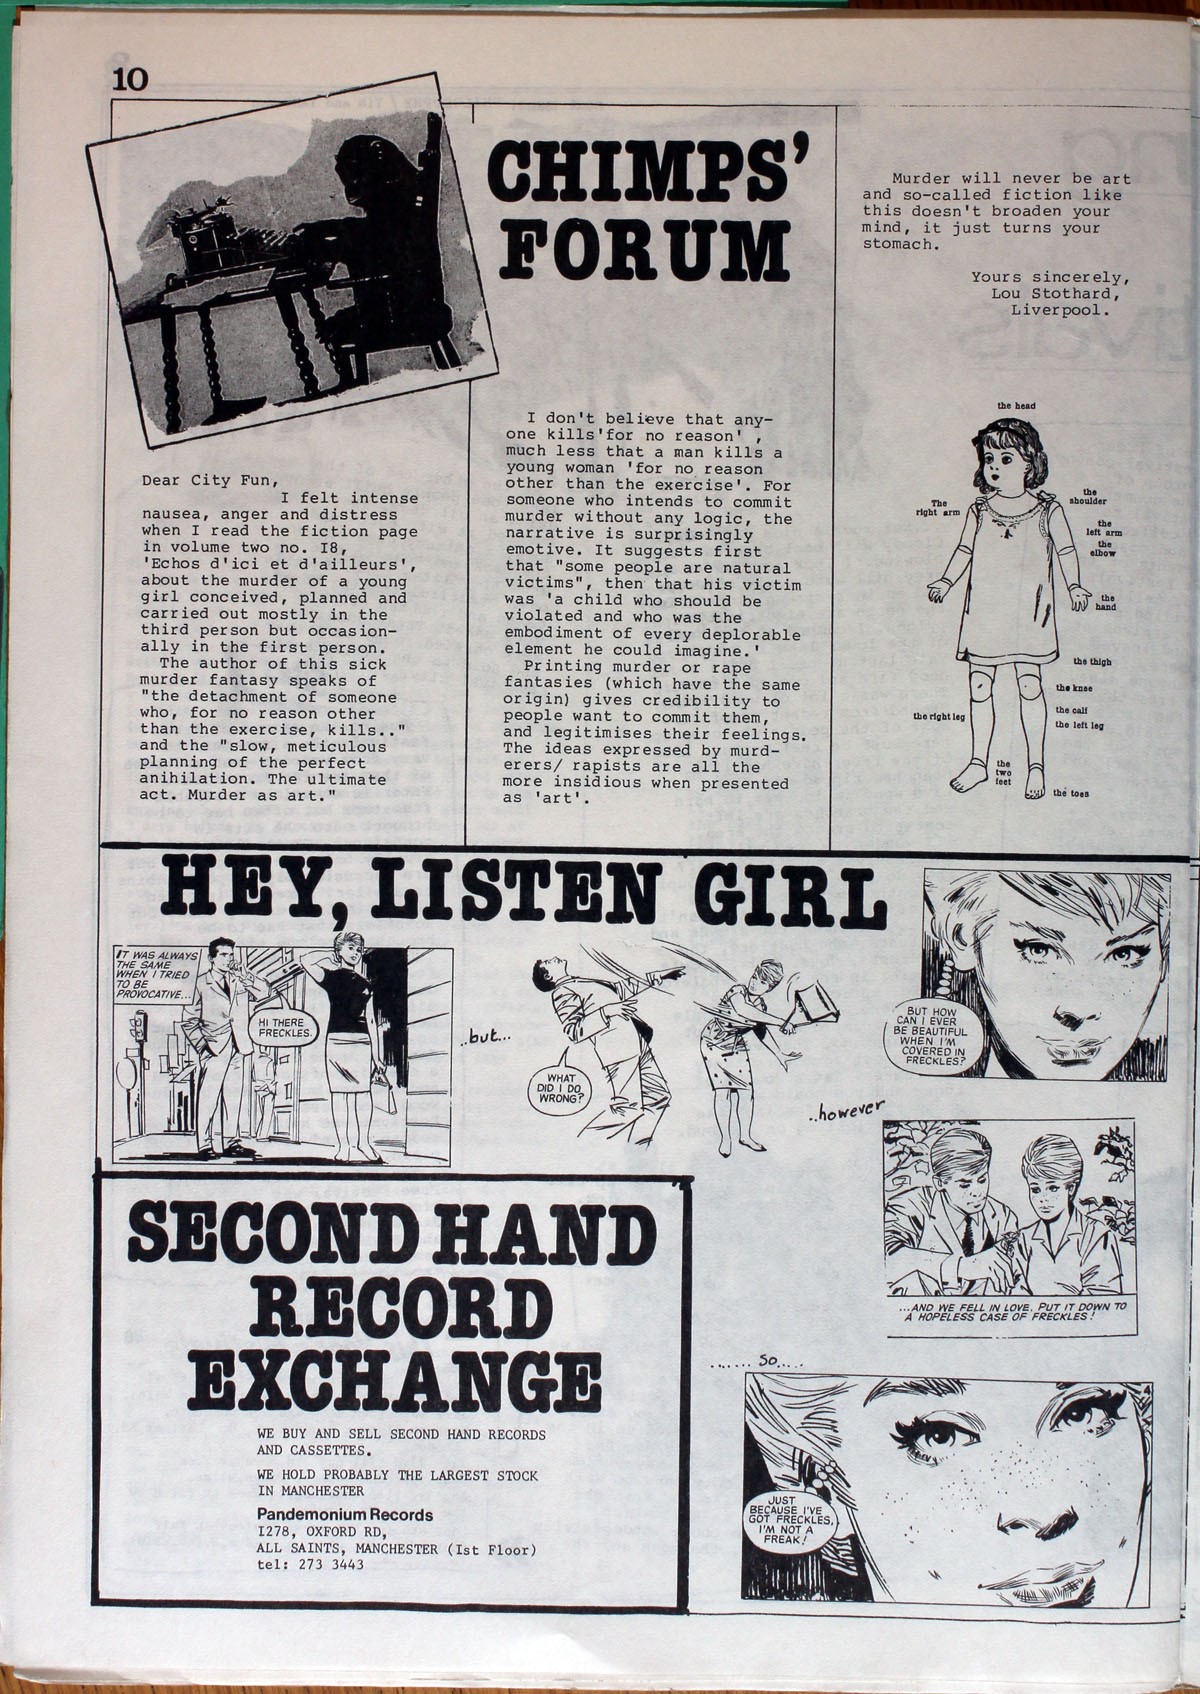 10
CHIMPS'
FORUM
Dear City Fun,
I felt intense
nausea, anger and distress
when I read the fiction page
in volume two no. I8,
'Echos d'ici et d'ailleurs',
about the murder of a young
girl conceived, planned and
carried out mostly in the
third person but occasion-
ally in the first person.
The author of this sick
murder fantasy speaks of
"the detachment of someone
who, for no reason other
than the exercise, kills.."
and the "slow, meticulous
planning of the perfect
anihilation. The ultimate
act. Murder as art."
I don't believe that any-
one kills'for no reason' ,
much less that a man kills a
young woman 'for no reason
other than the exercise'. For
someone who intends to commit
murder without any logic, the
narrative is surprisingly
emotive. It suggests first
that "some people are natural
victims", then that his victim
was 'a child who should be
violated and who was the
embodiment of every deplorable
element he could imagine.'
Printing murder or rape
fantasies (which have the same
origin) gives credibility to
people want to commit them,
and legitimises their feelings.
The ideas expressed by murd-
erers/ rapists are all the
more insidious when presented
as 'art'.
Murder will never be art
and so-called fiction like
this doesn't broaden your
mind, it just turns your
stomach.
Yours sincerely,
Lou Stothard,
Liverpool.
the head
The
right arm
the
shoulder
the
left arm
the
elbow
the
hand
the thigh
the knee
the right leg
the calf
the left leg
the
two
feet
the toes
HEY, LISTEN GIRL
IT WAS ALWAYS
THE SAME
WHEN I TRIED
TO BE
PROVOCATIVE...
HI THERE
FRECKLES.
..but...
WHAT
DID I DO
WRONG?
BUT HOW
CAN I EVER
BE BEAUTIFUL
WHEN I'M
COVERED IN
FRECKLES?
..however
...AND WE FELL IN LOVE. PUT IT DOWN TO
A HOPELESS CASE OF FRECKLES!
....... so.....
JUST
BECAUSE I'VE
GOT FRECKLES,
I'M NOT A
FREAK!
SECOND HAND
RECORD
EXCHANGE
WE BUY AND SELL SECOND HAND RECORDS
AND CASSETTES.
WE HOLD PROBABLY THE LARGEST STOCK
IN MANCHESTER
Pandemonium Records
I278, OXFORD RD,
ALL SAINTS, MANCHESTER (Ist Floor)
tel: 273 3443